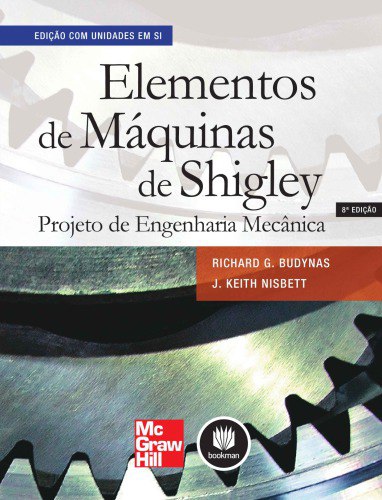 EDIÇÃO COM UNIDADES EM SI
Elementos
de Máquinas
de Shigley
Projeto de Engenharia Mecânica
8ª EDIÇÃO
RICHARD G. BUDYNAS
J. KEITH NISBETT
Mc
Graw
Hill
bookman